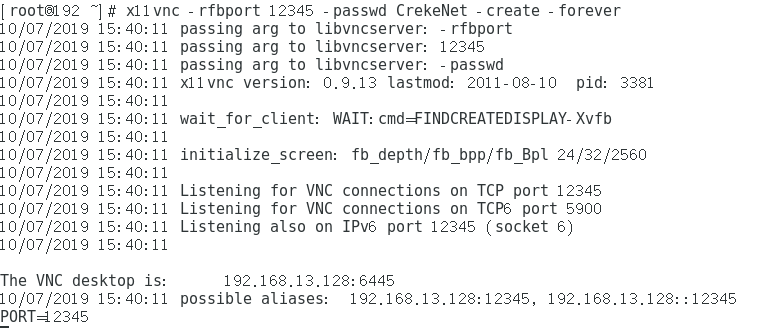 [root@192 ~]# x11vnc -rfbport 12345 -passwd CrekeNet -create -forever
10/07/2019 15:40:11 passing arg to libvncserver: -rfbport
10/07/2019 15:40:11 passing arg to libvncserver: 12345
10/07/2019 15:40:11 passing arg to libvncserver: -passwd
10/07/2019 15:40:11 x11vnc version: 0.9.13 lastmod: 2011-08-10  pid: 3381
10/07/2019 15:40:11
10/07/2019 15:40:11 wait_for_client: WAIT:cmd=FINDCREATEDISPLAY-Xvfb
10/07/2019 15:40:11
10/07/2019 15:40:11 initialize_screen: fb_depth/fb_bpp/fb_Bpl 24/32/2560
10/07/2019 15:40:11
10/07/2019 15:40:11 Listening for VNC connections on TCP port 12345
10/07/2019 15:40:11 Listening for VNC connections on TCP6 port 5900
10/07/2019 15:40:11 Listening also on IPv6 port 12345 (socket 6)
10/07/2019 15:40:11
The VNC desktop is:      192.168.13.128:6445
10/07/2019 15:40:11 possible aliases:  192.168.13.128:12345, 192.168.13.128::12345
PORT=12345